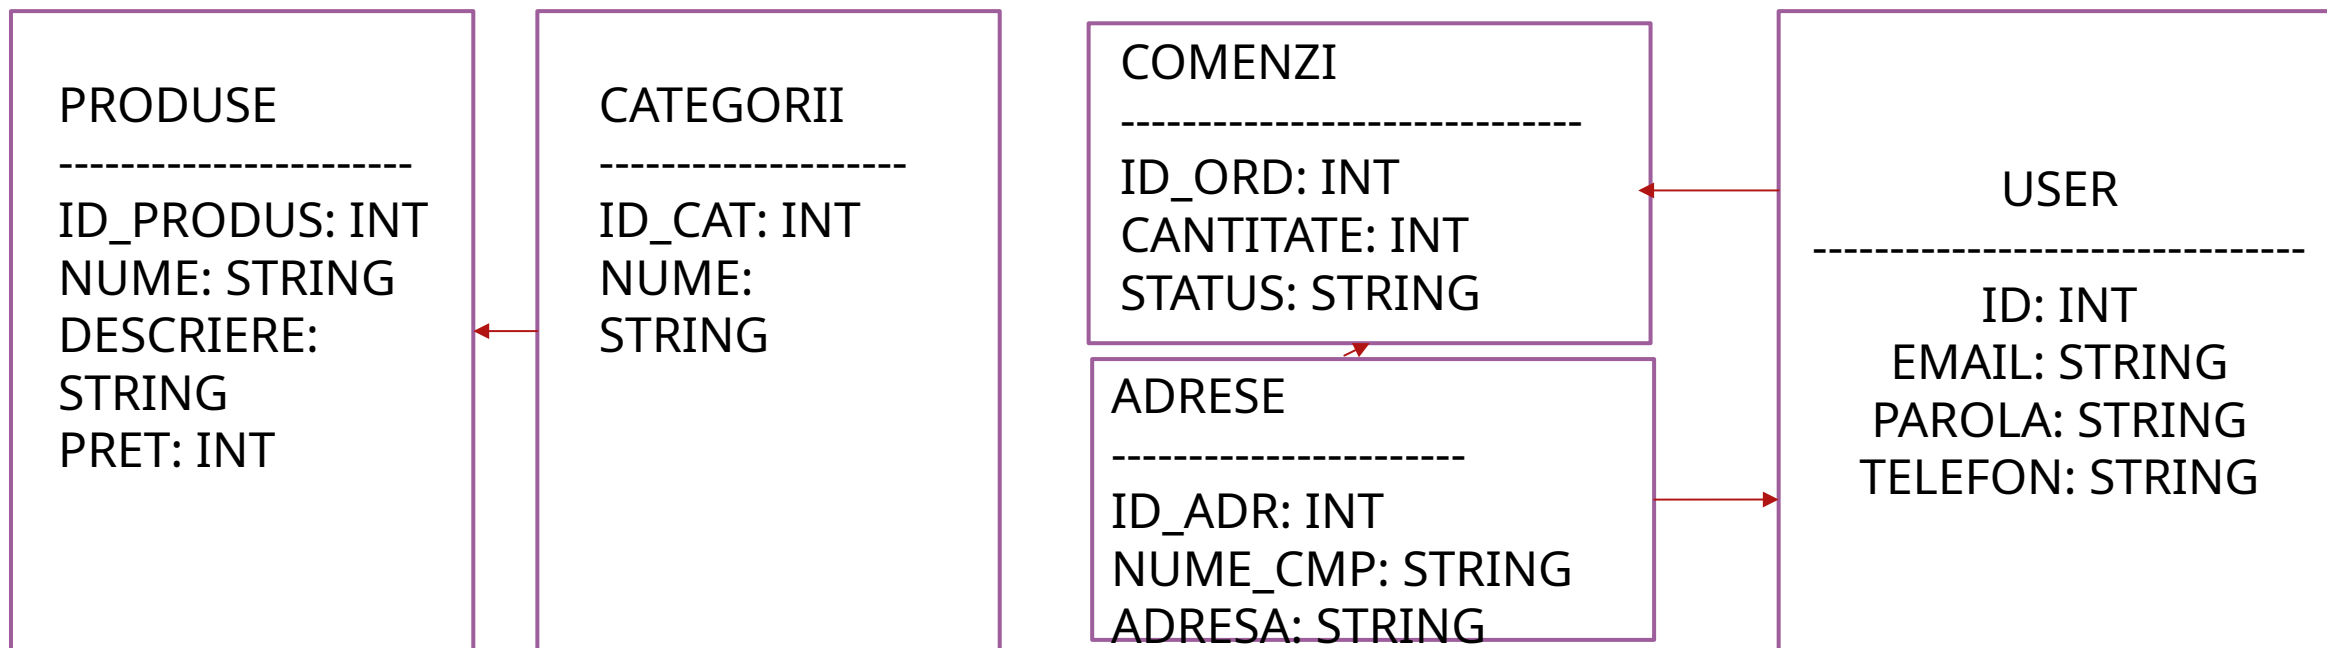 PRODUSE
-----------------------
ID_PRODUS: INT
NUME: STRING
DESCRIERE:
STRING
PRET: INT
CATEGORII
--------------------
ID_CAT: INT
NUME:
STRING
COMENZI
------------------------------
ID_ORD: INT
CANTITATE: INT
STATUS: STRING
ADRESE
-----------------------
ID_ADR: INT
NUME_CMP: STRING
ADRESA: STRING
USER
--------------------------------
ID: INT
EMAIL: STRING
PAROLA: STRING
TELEFON: STRING